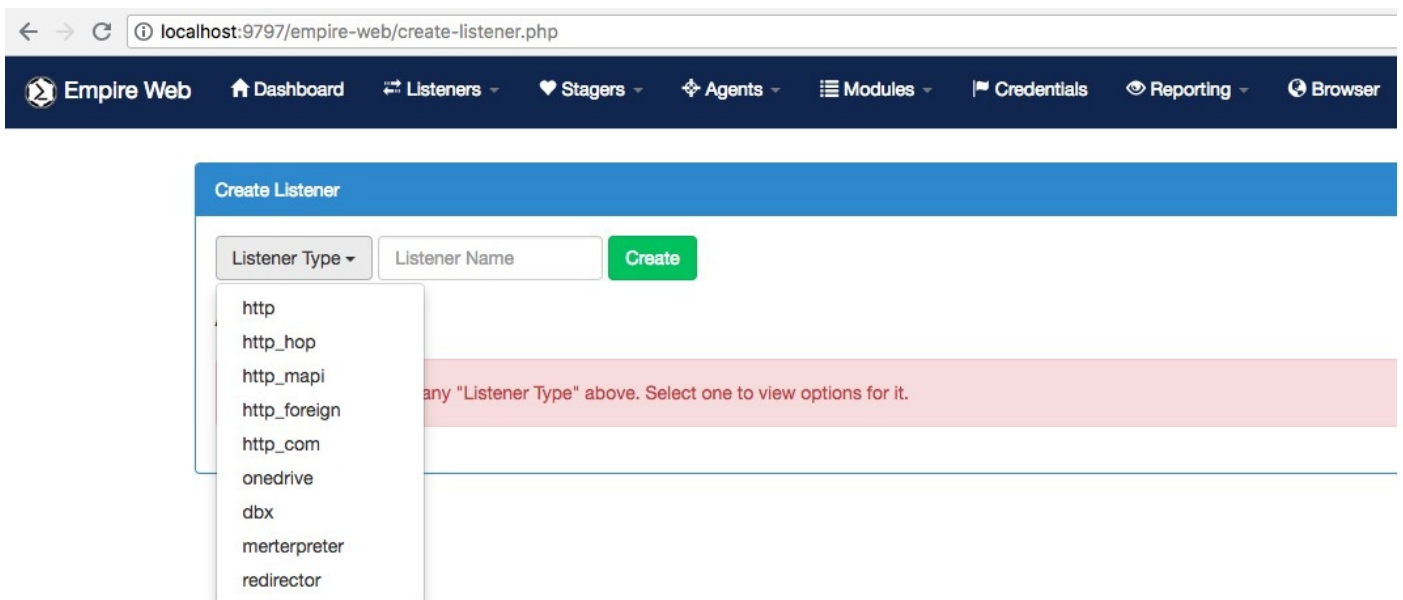 localhost:9797/empire-web/create-listener.php
Empire Web Dashboard Listeners Stagers Agents Modules Credentials Reporting Browser
Create Listener
Listener Type Listener Name Create
http
http_hop
http_mapi
any "Listener Type" above. Select one to view options for it.
http_foreign
http_com
onedrive
dbx
merterpreter
redirector